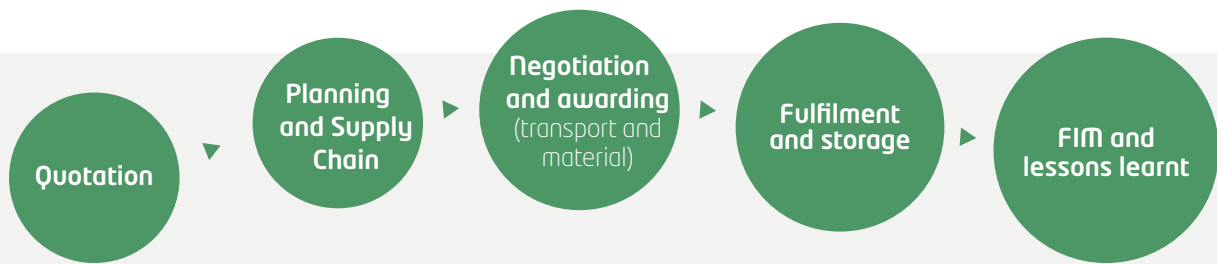 Quotation
Planning
and Supply
Chain
Negotiation
and awarding
(transport and
material)
Fulfilment
and storage
FIM and
lessons learnt